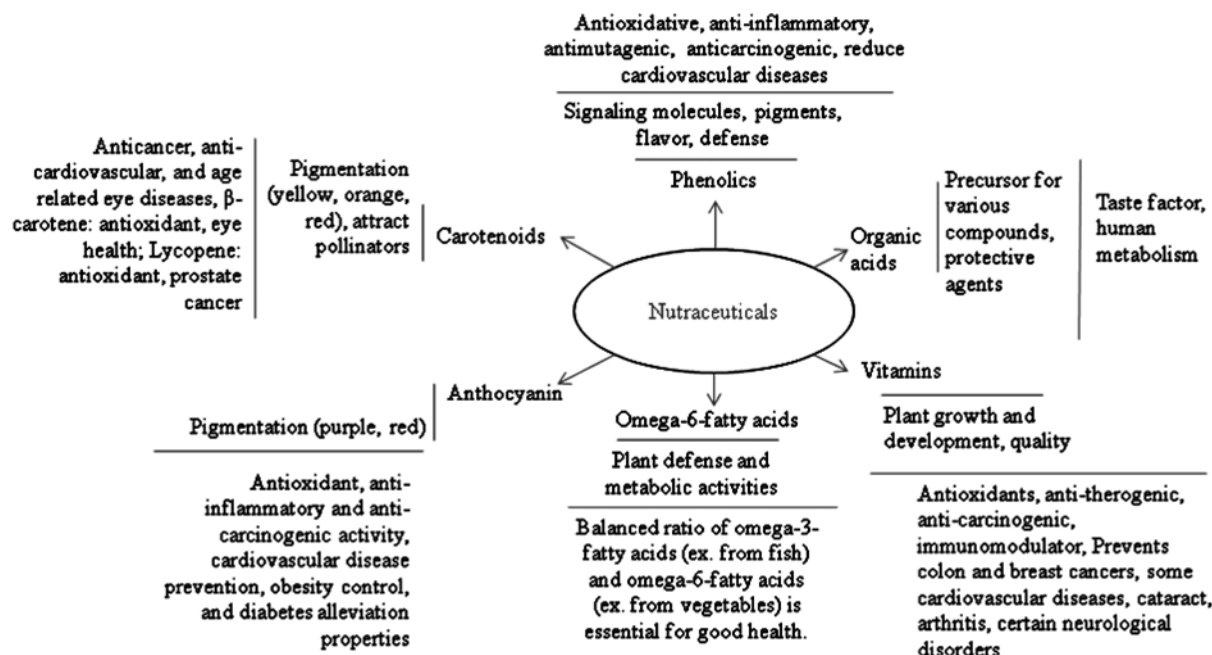 Antioxidative, anti-inflammatory,
antimutagenic, anticarcinogenic, reduce
cardiovascular diseases
Signaling molecules, pigments,
flavor, defense
Phenolics
Anticancer, anti-
cardiovascular, and age
related eye diseases, β-
carotene: antioxidant, eye
health; Lycopene:
antioxidant, prostate
cancer
Pigmentation
(yellow, orange,
red), attract
pollinators
Carotenoids
Organic
acids
Precursor for
various
compounds,
protective
agents
Taste factor,
human
metabolism
Nutraceuticals
Anthocyanin
Pigmentation (purple, red)
Antioxidant, anti-
inflammatory and anti-
carcinogenic activity,
cardiovascular disease
prevention, obesity control,
and diabetes alleviation
properties
Omega-6-fatty acids
Plant defense and
metabolic activities
Balanced ratio of omega-3-
fatty acids (ex. from fish)
and omega-6-fatty acids
(ex. from vegetables) is
essential for good health.
Vitamins
Plant growth and
development, quality
Antioxidants, anti-therogenic,
anti-carcinogenic,
immunomodulator, Prevents
colon and breast cancers, some
cardiovascular diseases, cataract,
arthritis, certain neurological
disorders